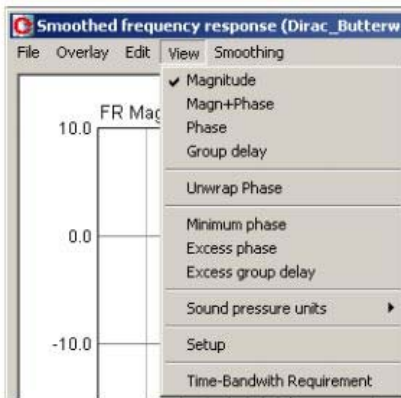 Smoothed frequency response (Dirac_Butterw
File Overlay Edit View Smoothing
Magnitude
Magn+Phase
Phase
Group delay
Unwrap Phase
Minimum phase
Excess phase
Excess group delay
Sound pressure units
Setup
Time-Bandwith Requirement
FR Mag
10.0
0.0
-10.0